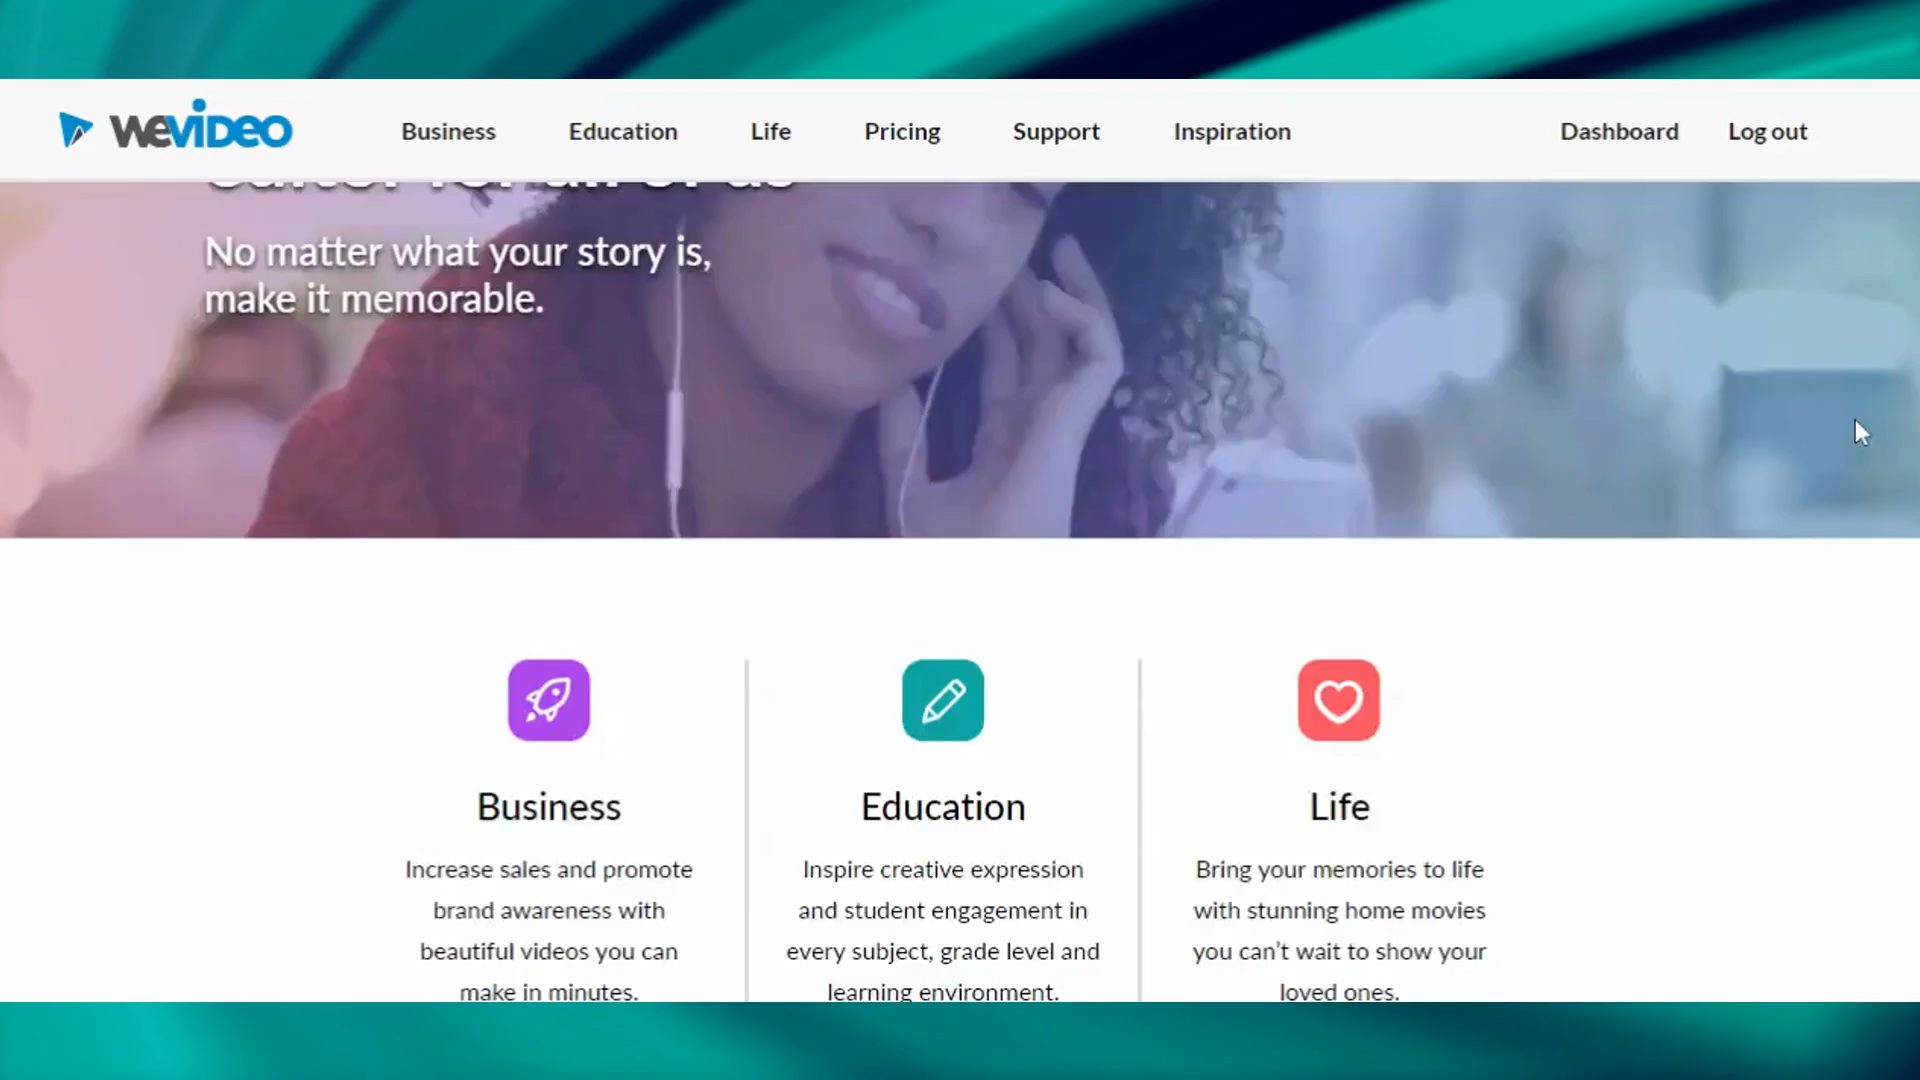 WEVIDEO
Business Education Life Pricing Support Inspiration Dashboard Log out
No matter what your story is,
make it memorable.
Business
Increase sales and promote
brand awareness with
beautiful videos you can
make in minutes.
Education
Inspire creative expression
and student engagement in
every subject, grade level and
learning environment.
Life
Bring your memories to life
with stunning home movies
you can’t wait to show your
loved ones.